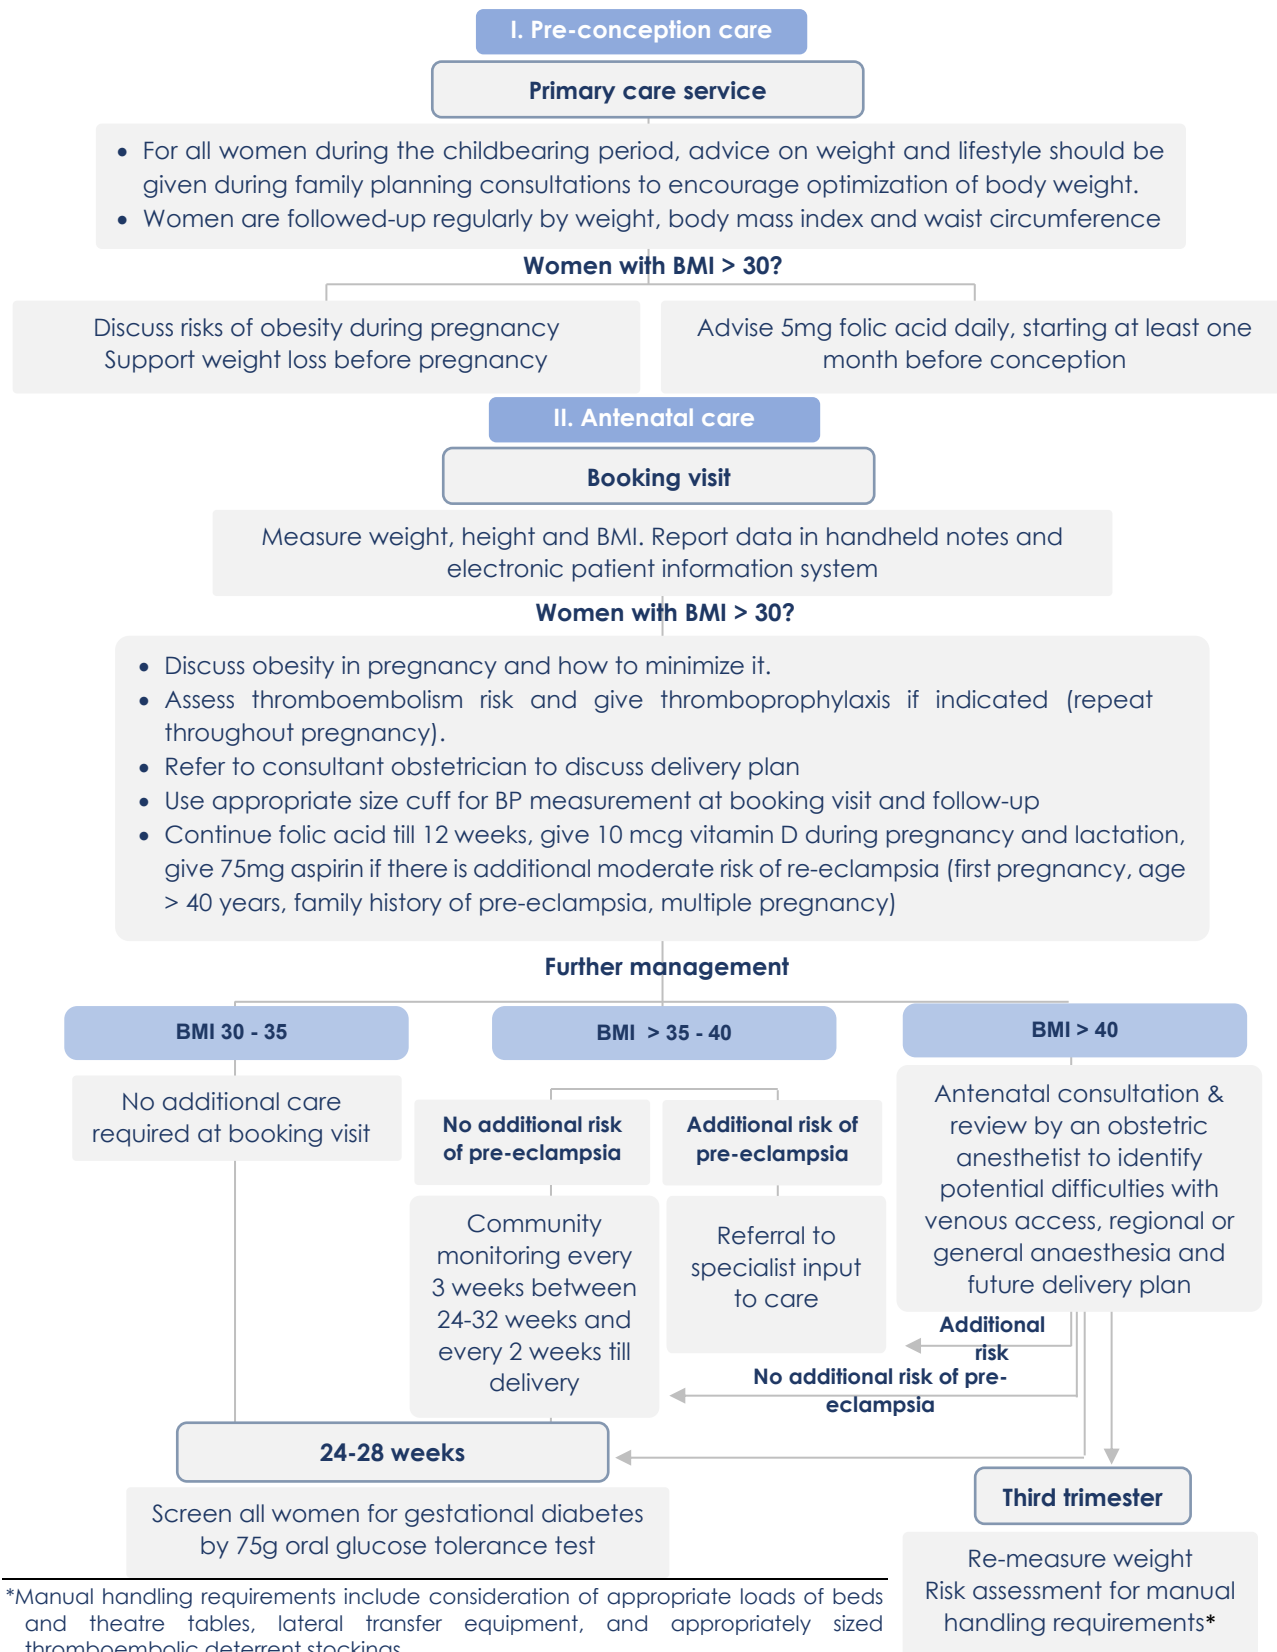 I. Pre-conception care
Primary care service
• For all women during the childbearing period, advice on weight and lifestyle should be
given during family planning consultations to encourage optimization of body weight.
• Women are followed-up regularly by weight, body mass index and waist circumference
Women with BMI > 30?
Discuss risks of obesity during pregnancy
Support weight loss before pregnancy
Advise 5mg folic acid daily, starting at least one
month before conception
II. Antenatal care
Booking visit
Measure weight, height and BMI. Report data in handheld notes and
electronic patient information system
Women with BMI > 30?
• Discuss obesity in pregnancy and how to minimize it.
• Assess thromboembolism risk and give thromboprophylaxis if indicated (repeat
throughout pregnancy).
• Refer to consultant obstetrician to discuss delivery plan
• Use appropriate size cuff for BP measurement at booking visit and follow-up
• Continue folic acid till 12 weeks, give 10 mcg vitamin D during pregnancy and lactation,
give 75mg aspirin if there is additional moderate risk of re-eclampsia (first pregnancy, age
> 40 years, family history of pre-eclampsia, multiple pregnancy)
Further management
BMI 30 - 35
No additional care
required at booking visit
BMI > 35 - 40
No additional risk
of pre-eclampsia
Community
monitoring every
3 weeks between
24-32 weeks and
every 2 weeks till
delivery
Additional risk of
pre-eclampsia
Referral to
specialist input
to care
BMI > 40
Antenatal consultation &
review by an obstetric
anesthetist to identify
potential difficulties with
venous access, regional or
general anaesthesia and
future delivery plan
Additional
risk
No additional risk of pre-
eclampsia
24-28 weeks
Screen all women for gestational diabetes
by 75g oral glucose tolerance test
Third trimester
Re-measure weight
Risk assessment for manual
handling requirements*
*Manual handling requirements include consideration of appropriate loads of beds
and theatre tables, lateral transfer equipment, and appropriately sized
thromboembolic deterrent stockings